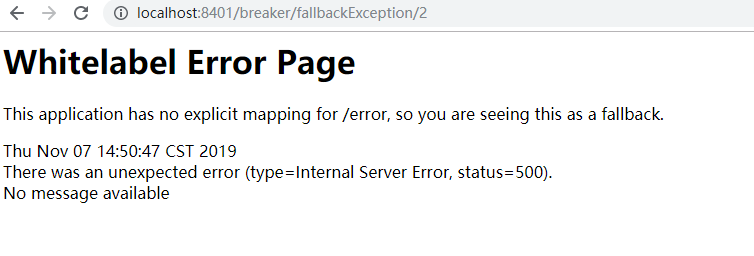 localhost:8401/breaker/fallbackException/2
Whitelabel Error Page
This application has no explicit mapping for /error, so you are seeing this as a fallback.
Thu Nov 07 14:50:47 CST 2019
There was an unexpected error (type=Internal Server Error, status=500).
No message available